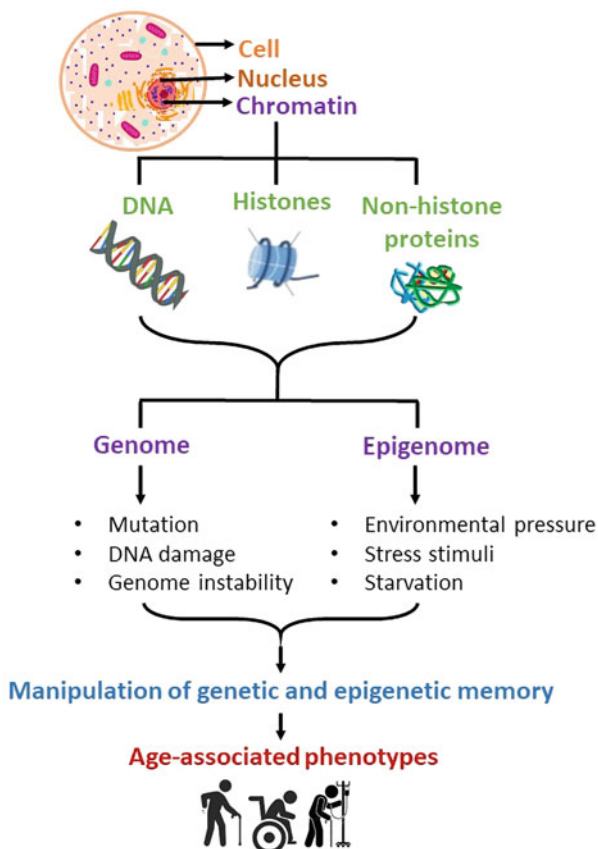 Cell
Nucleus
Chromatin
DNA
Histones
Non-histone
proteins
Genome
• Mutation
• DNA damage
• Genome instability
Epigenome
• Environmental pressure
• Stress stimuli
• Starvation
Manipulation of genetic and epigenetic memory
Age-associated phenotypes